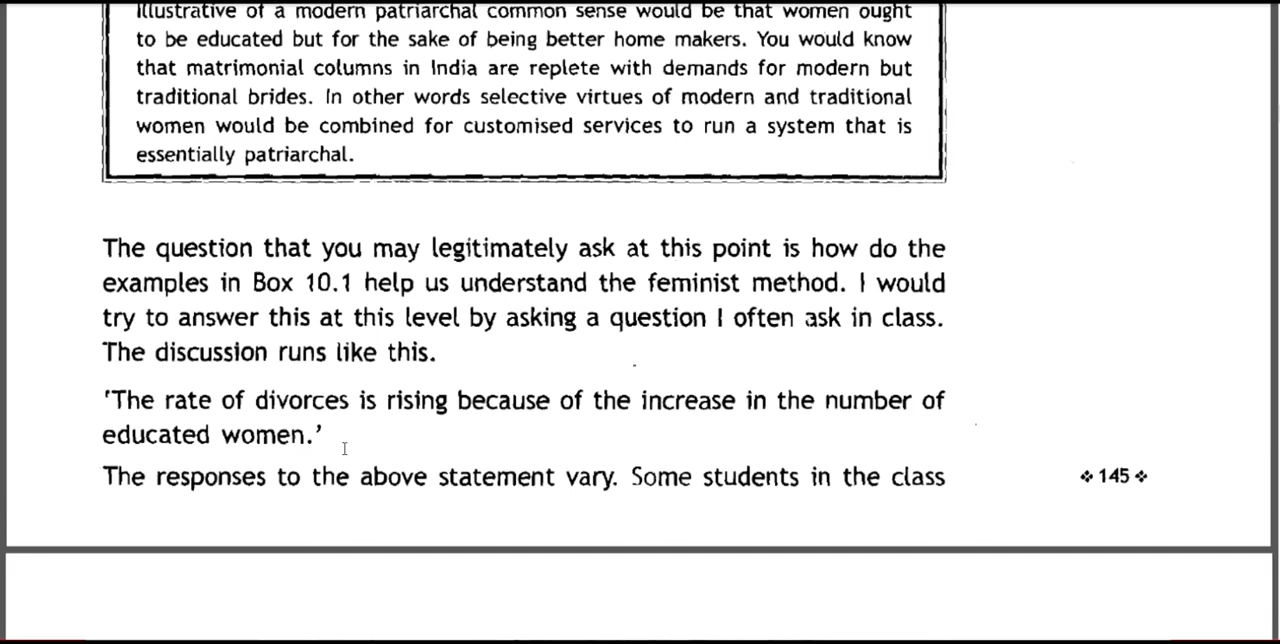 illustrative of a modern patriarchal common sense would be that women ought
to be educated but for the sake of being better home makers. You would know
that matrimonial columns in India are replete with demands for modern but
traditional brides. In other words selective virtues of modern and traditional
women would be combined for customised services to run a system that is
essentially patriarchal.
The question that you may legitimately ask at this point is how do the
examples in Box 10.1 help us understand the feminist method. I would
try to answer this at this level by asking a question I often ask in class.
The discussion runs like this.
'The rate of divorces is rising because of the increase in the number of
educated women.'
The responses to the above statement vary. Some students in the class
❖ 145 ❖